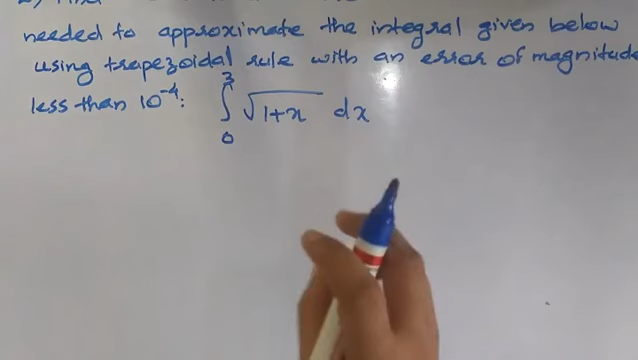 needed to approximate the integral given below
using trapezoidal rule with an error of magnitude
less than 10⁻⁴: ∫₀³ √(1+x) dx